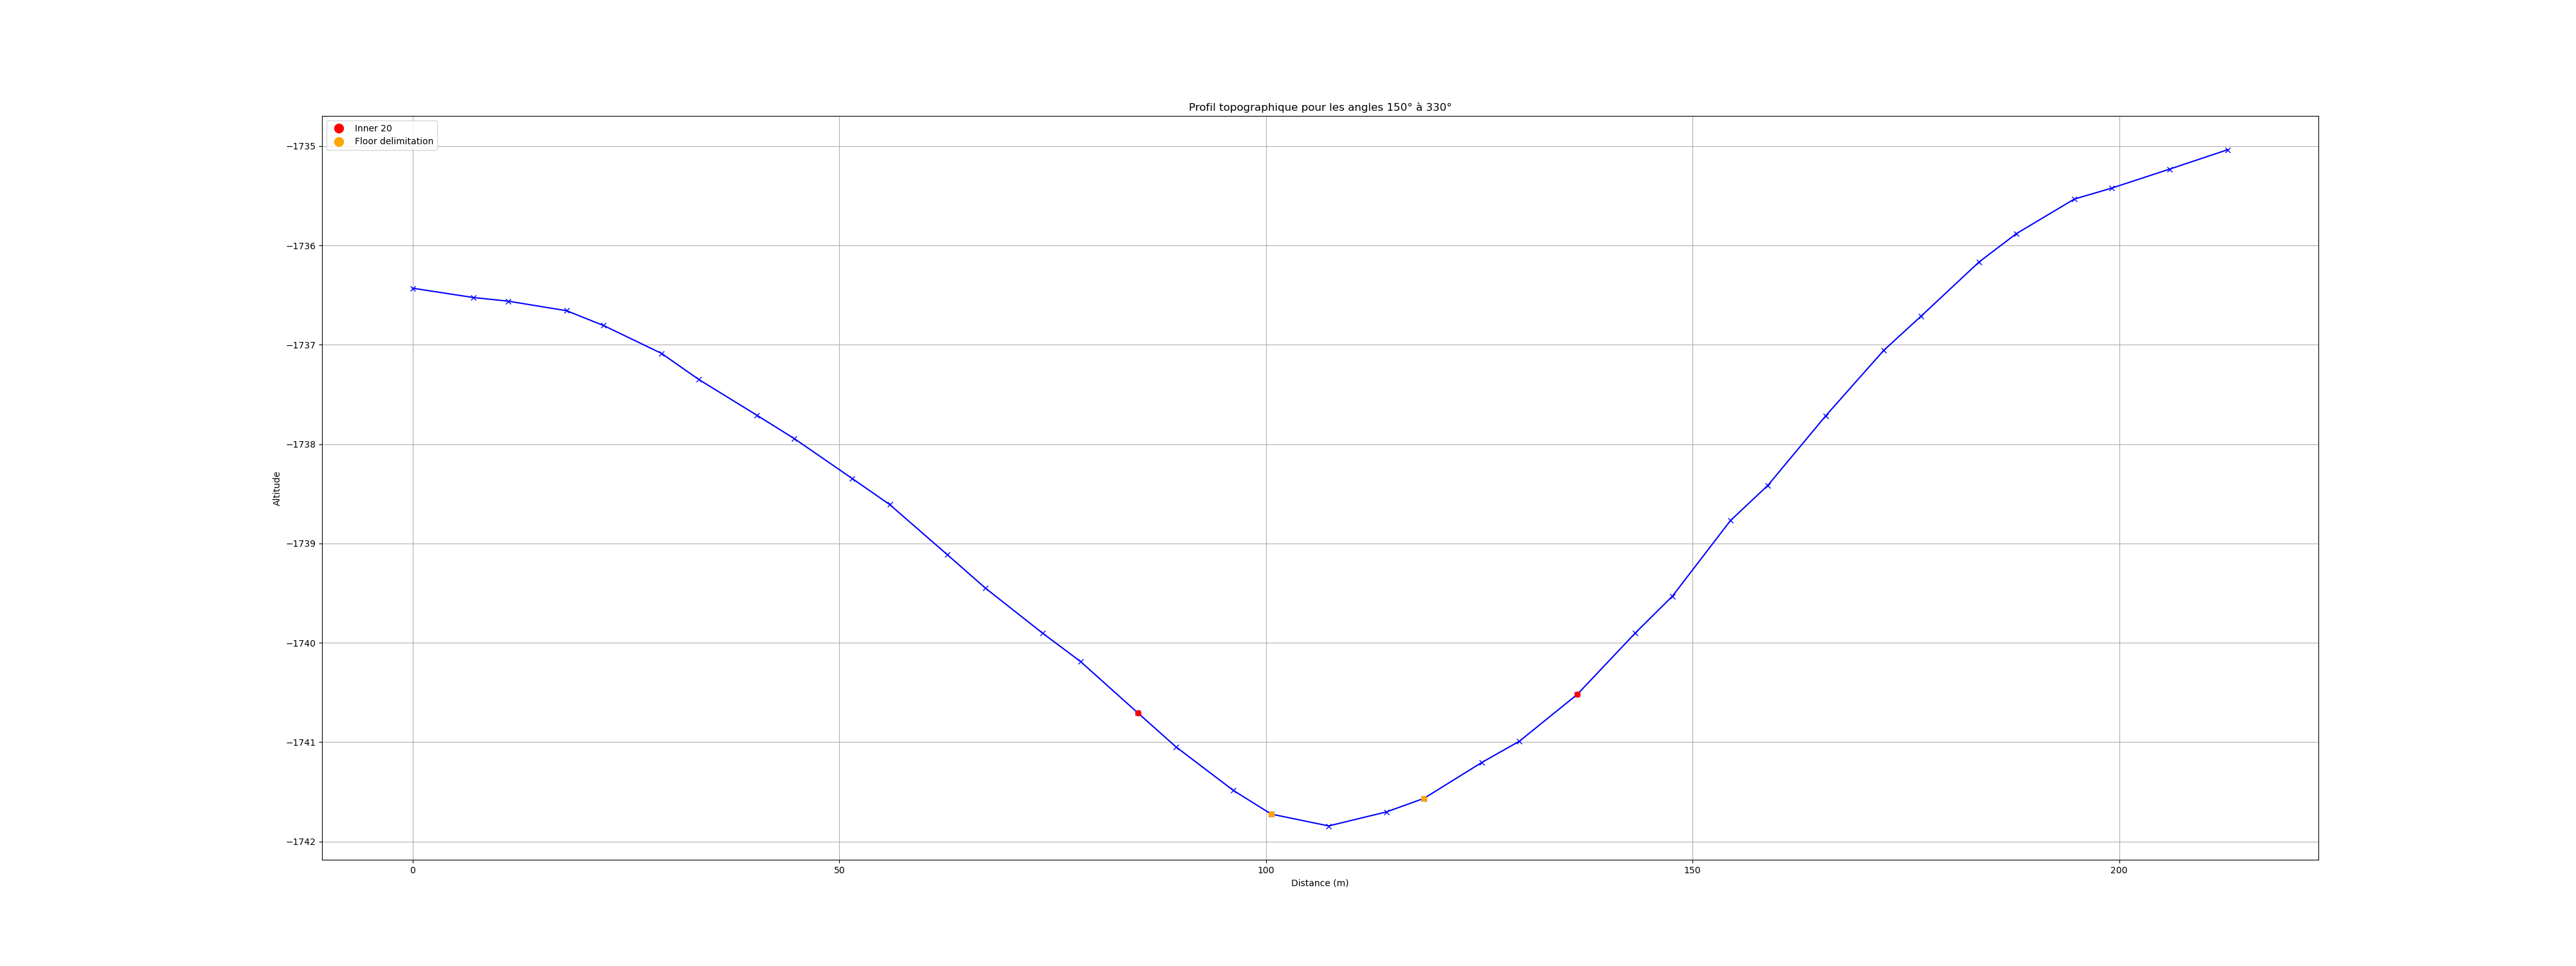 Profil topographique pour les angles 150° à 330°
Inner 20
Floor delimitation
−1735
−1736
−1737
−1738
−1739
−1740
−1741
−1742
Altitude
0 50 100 150 200
Distance (m)